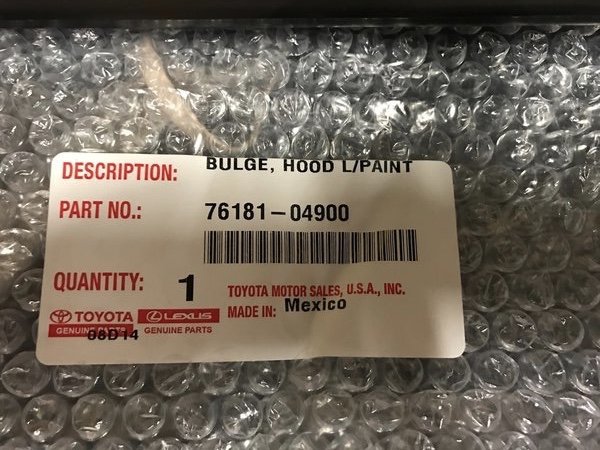 DESCRIPTION: BULGE, HOOD L/PAINT
PART NO.: 76181-04900
QUANTITY: 1
TOYOTA MOTOR SALES, U.S.A., INC.
MADE IN: Mexico
TOYOTA LEXUS
GENUINE PARTS GENUINE PARTS
08D14